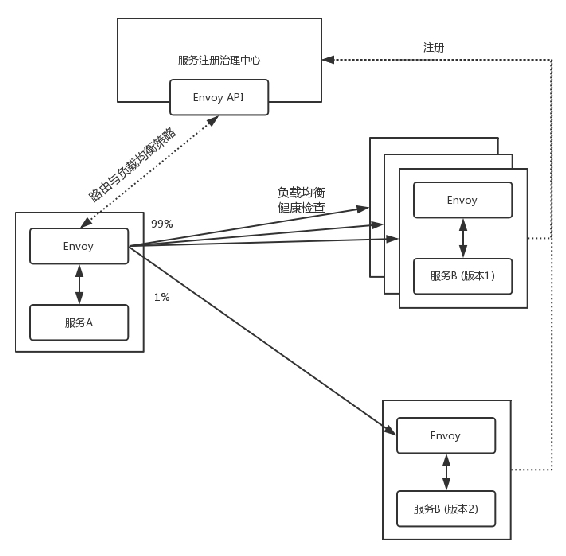 注册
服务注册治理中心
Envoy API
路由与负载均衡策略
负载均衡
健康检查
99%
Envoy
服务A
1%
Envoy
服务B (版本1)
Envoy
服务B (版本2)